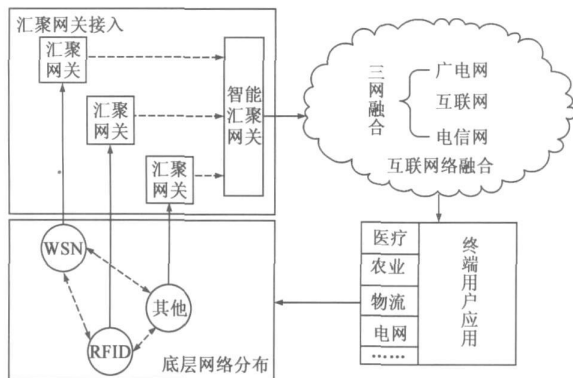 汇聚网关接入
汇聚
网关
汇聚
网关
汇聚
网关
智能
汇聚
网关
三网融合
广电网
互联网
电信网
互联网络融合
WSN
RFID
其他
底层网络分布
医疗
农业
物流
电网
……
终端用户应用